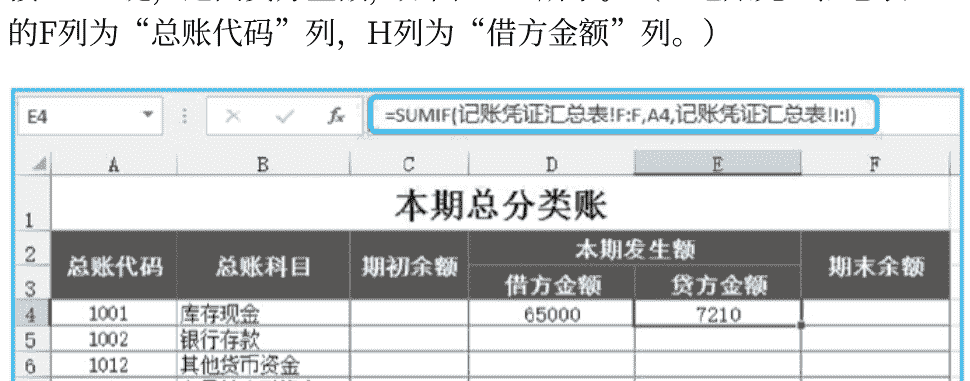 的F列为“总账代码”列，H列为“借方金额”列。）
E4
fx
=SUMIF(记账凭证汇总表!F:F,A4,记账凭证汇总表!I:I)
A B C D E F
1 本期总分类账
2 总账代码 总账科目 期初余额 本期发生额 期末余额
3 借方金额 贷方金额
4 1001 库存现金 65000 7210
5 1002 银行存款
6 1012 其他货币资金